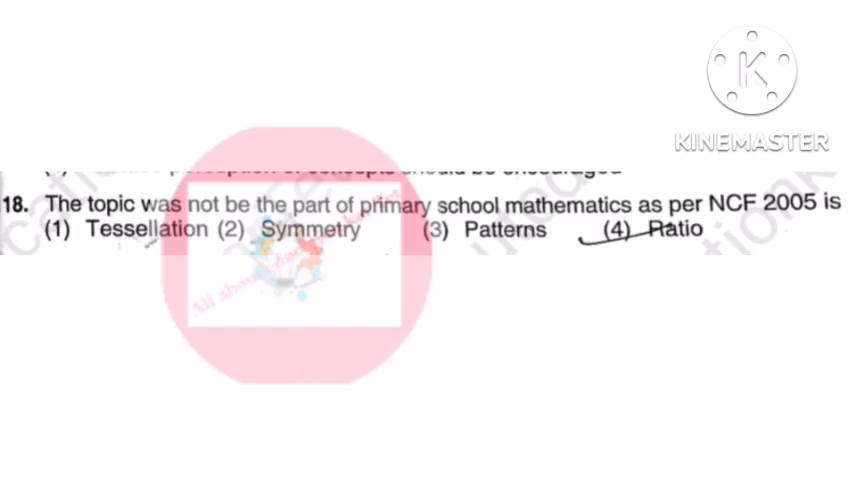 KINEMASTER
18. The topic was not be the part of primary school mathematics as per NCF 2005 is
(1) Tessellation (2) Symmetry (3) Patterns (4) Ratio